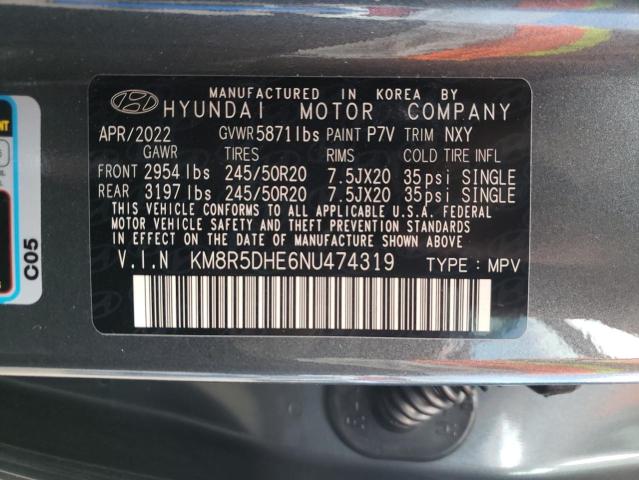 MANUFACTURED IN KOREA BY
HYUNDAI MOTOR COMPANY
APR/2022 GVWR 5871lbs PAINT P7V TRIM NXY
GAWR TIRES RIMS COLD TIRE INFL
FRONT 2954 lbs 245/50R20 7.5JX20 35psi SINGLE
REAR 3197 lbs 245/50R20 7.5JX20 35psi SINGLE
THIS VEHICLE CONFORMS TO ALL APPLICABLE U.S.A. FEDERAL
MOTOR VEHICLE SAFETY AND THEFT PREVENTION STANDARDS
IN EFFECT ON THE DATE OF MANUFACTURE SHOWN ABOVE.
V.I.N KM8R5DHE6NU474319 TYPE : MPV
C05